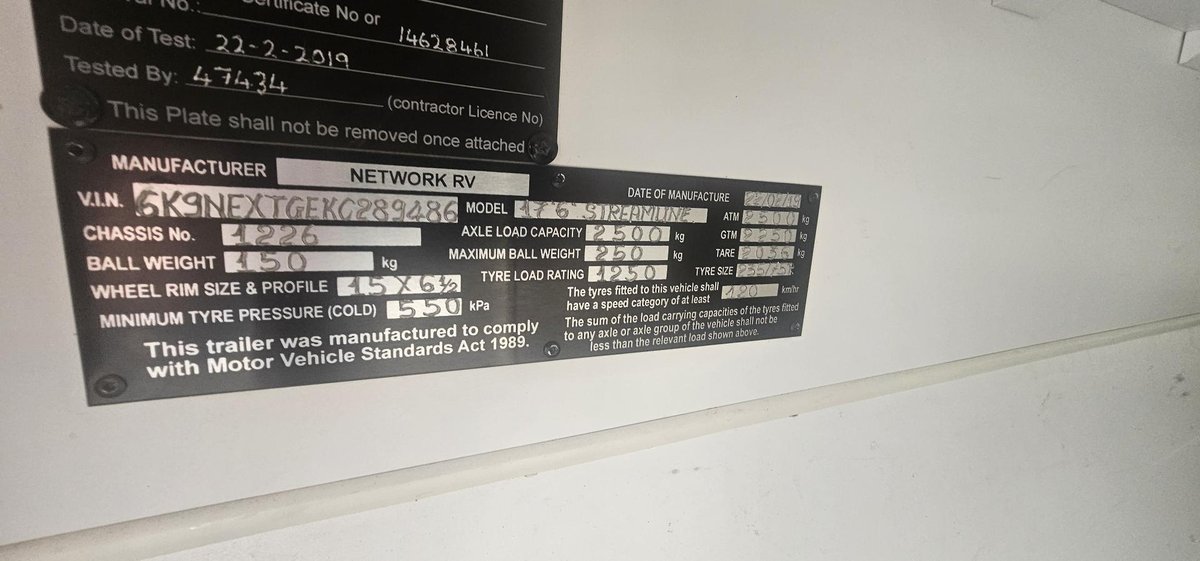 Certificate No or
14628461
Date of Test: 22-2-2019
Tested By: 47434
(contractor Licence No)
This Plate shall not be removed once attached
MANUFACTURER NETWORK RV
DATE OF MANUFACTURE
V.I.N. 6K9NEXTGEKC289486 MODEL 17'6" STREAMLINE ATM 2500 kg
CHASSIS No. 1226 AXLE LOAD CAPACITY 2500 kg GTM 2250 kg
BALL WEIGHT 150 kg MAXIMUM BALL WEIGHT 250 kg TARE kg
WHEEL RIM SIZE & PROFILE 15 X 6½ TYRE LOAD RATING 1250 TYRE SIZE
MINIMUM TYRE PRESSURE (COLD) 550 kPa
The tyres fitted to this vehicle shall
have a speed category of at least 120 km/hr
The sum of the load carrying capacities of the tyres fitted
to any axle or axle group of the vehicle shall not be
less than the relevant load shown above.
This trailer was manufactured to comply
with Motor Vehicle Standards Act 1989.